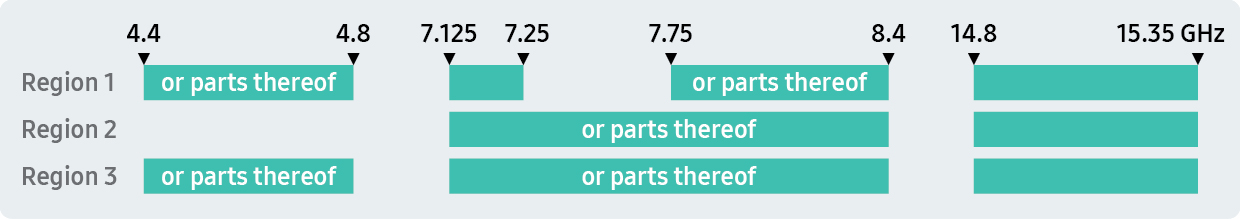 4.4 4.8 7.125 7.25 7.75 8.4 14.8 15.35 GHz
Region 1 or parts thereof or parts thereof
Region 2 or parts thereof
Region 3 or parts thereof or parts thereof